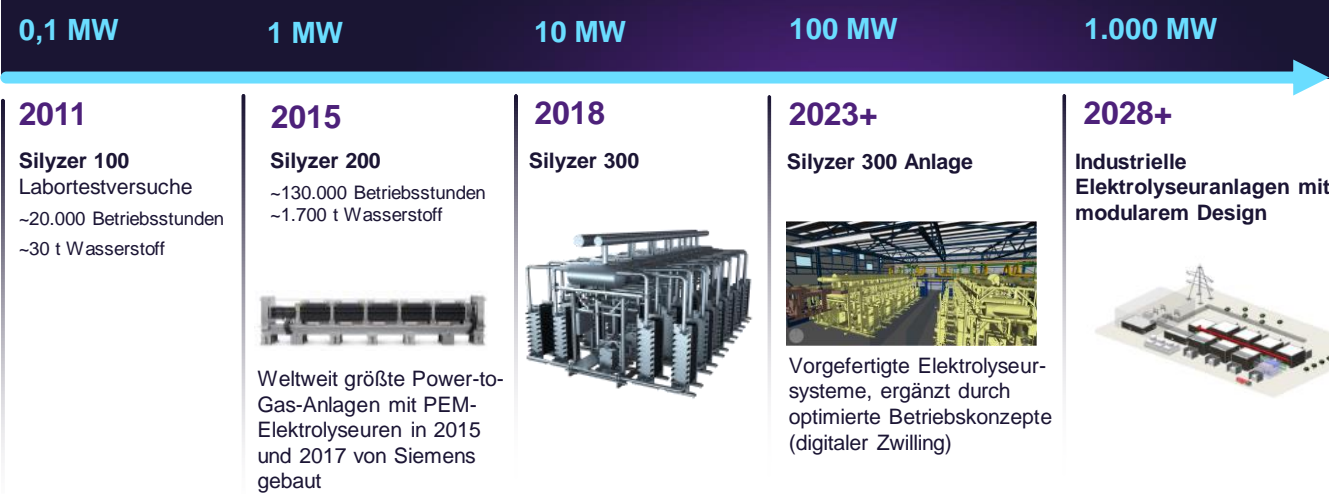 0,1 MW
1 MW
10 MW
100 MW
1.000 MW
2011
Silyzer 100
Labortestversuche
~20.000 Betriebsstunden
~30 t Wasserstoff
2015
Silyzer 200
~130.000 Betriebsstunden
~1.700 t Wasserstoff
Weltweit größte Power-to-
Gas-Anlagen mit PEM-
Elektrolyseuren in 2015
und 2017 von Siemens
gebaut
2018
Silyzer 300
2023+
Silyzer 300 Anlage
Vorgefertigte Elektrolyseur-
systeme, ergänzt durch
optimierte Betriebskonzepte
(digitaler Zwilling)
2028+
Industrielle
Elektrolyseuranlagen mit
modularem Design